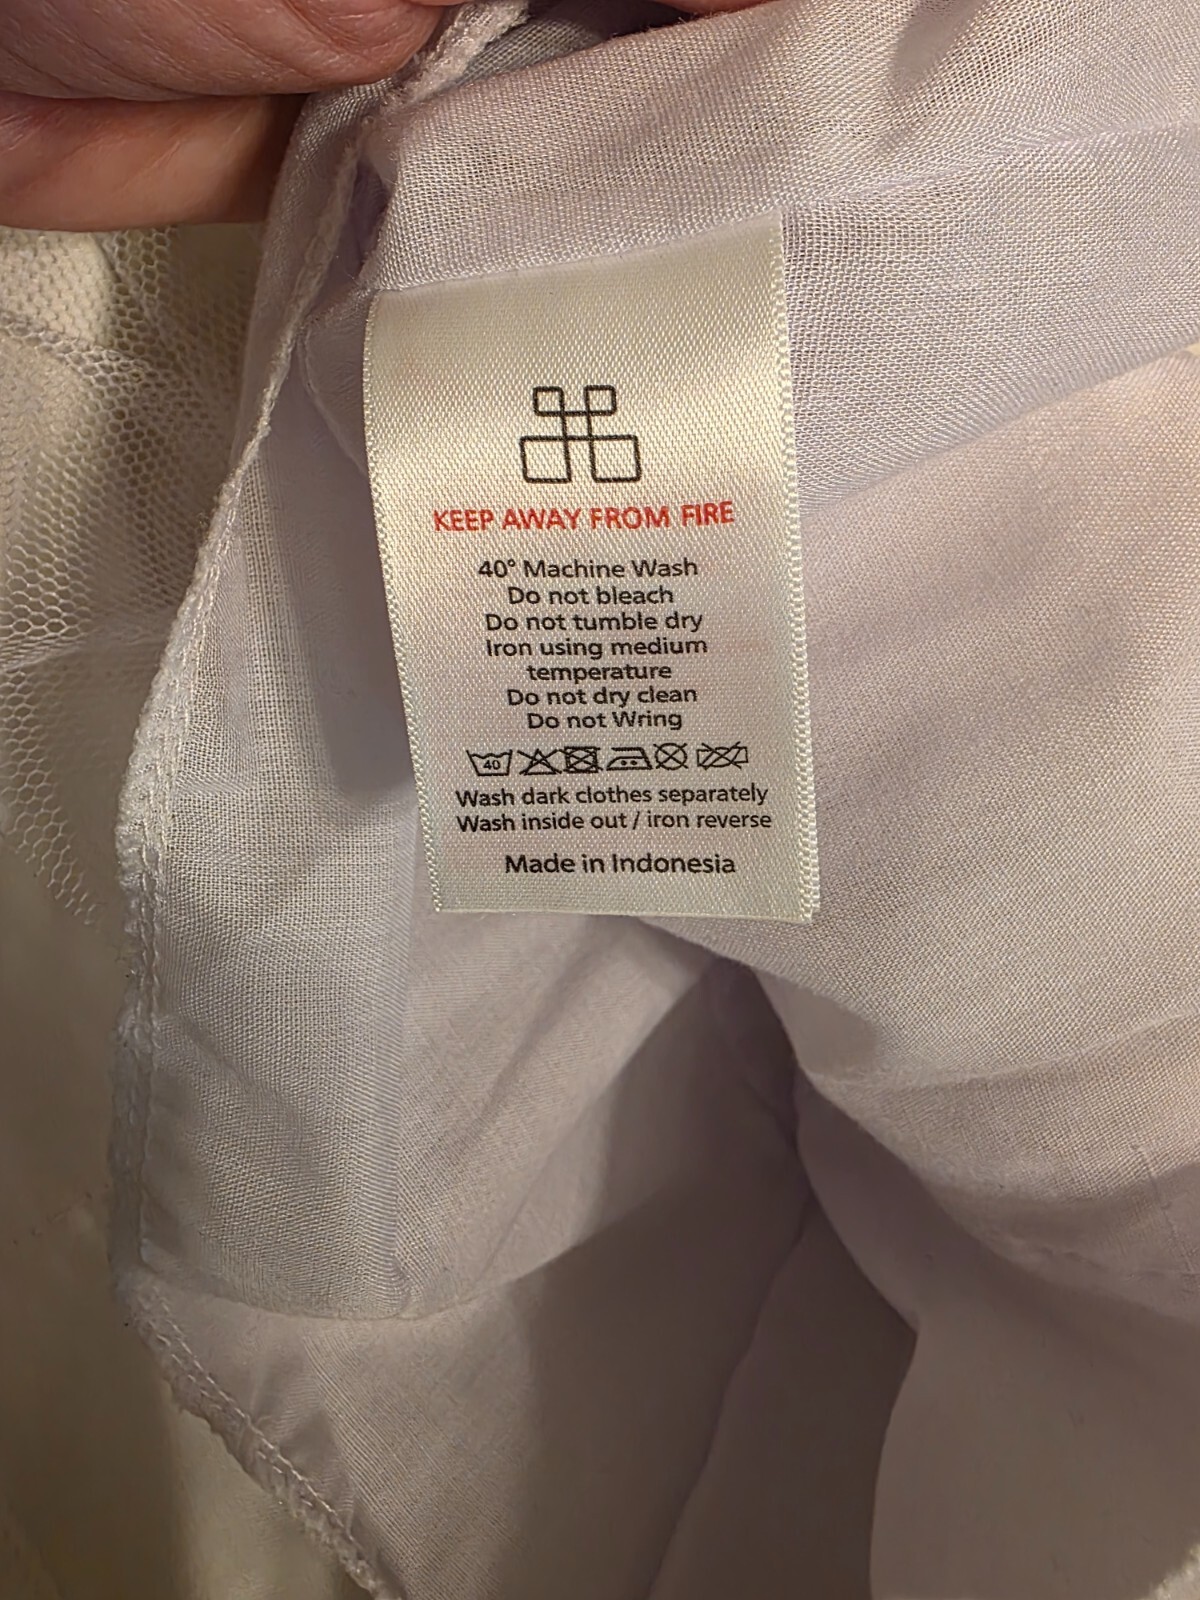 KEEP AWAY FROM FIRE
40° Machine Wash
Do not bleach
Do not tumble dry
Iron using medium
temperature
Do not dry clean
Do not Wring
40
Wash dark clothes separately
Wash inside out / iron reverse
Made in Indonesia